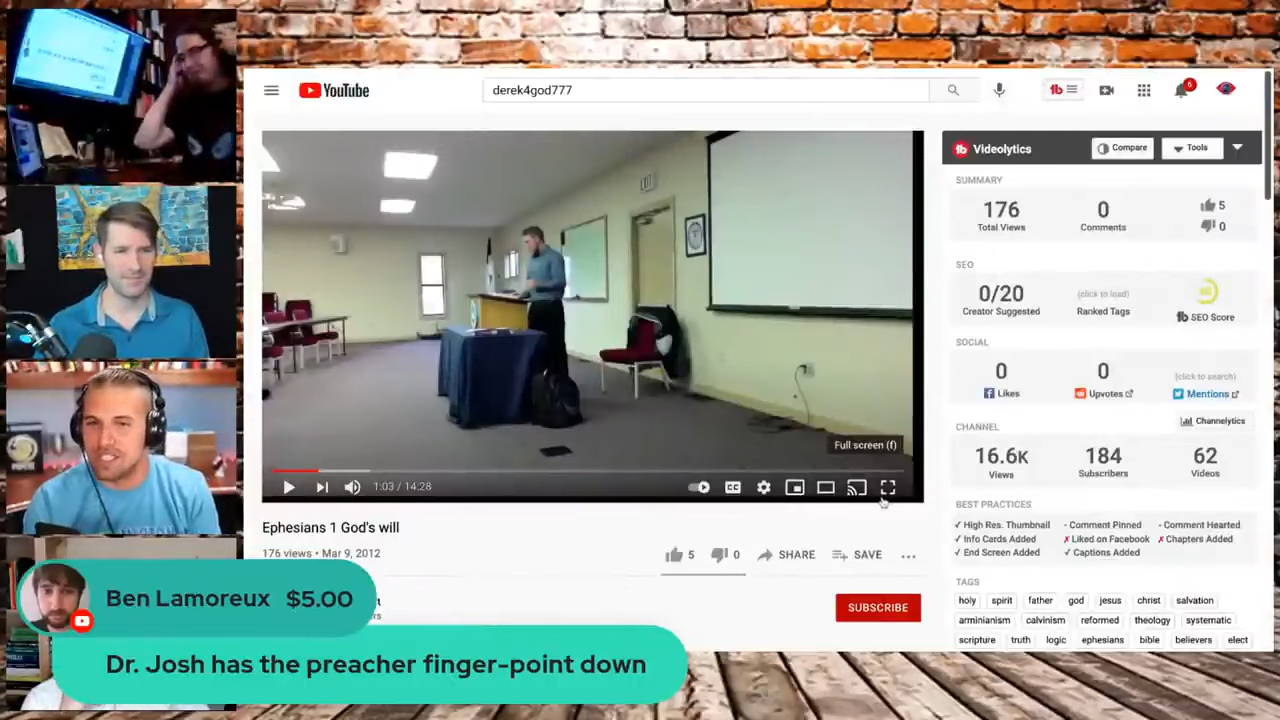 YouTube
derek4god777
6
Full screen (f)
1:03 / 14:28
CC
Ephesians 1 God's will
176 views • Mar 9, 2012
5
0
SHARE
SAVE
SUBSCRIBE
tb
Videolytics
Compare
Tools
SUMMARY
176
0
5
0
Total Views
Comments
SEO
0/20
(click to load)
Creator Suggested
Ranked Tags
tb SEO Score
SOCIAL
0
0
(click to search)
Likes
Upvotes
Mentions
Channelytics
CHANNEL
16.6K
184
62
Views
Subscribers
Videos
BEST PRACTICES
✓ High Res. Thumbnail - Comment Pinned - Comment Hearted
✓ Info Cards Added ✗ Liked on Facebook ✗ Chapters Added
✓ End Screen Added ✓ Captions Added
TAGS
holy spirit father god jesus christ salvation
arminianism calvinism reformed theology systematic
scripture truth logic ephesians bible believers elect
Ben Lamoreux $5.00
Dr. Josh has the preacher finger-point down